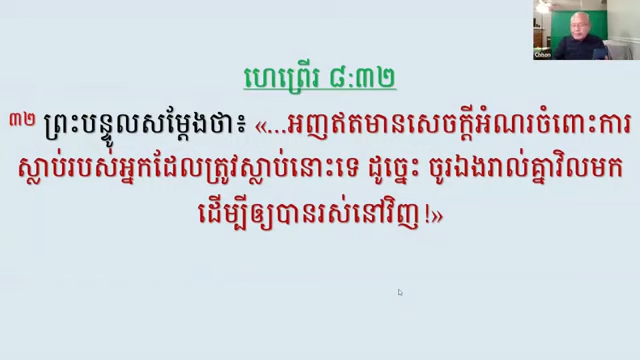 ហេព្រើរ ៨:៣២
៣២ ព្រះបន្ទូលសម្ដែងថា៖ «...អញឥតមានសេចក្ដីអំណរចំពោះការ
ស្លាប់របស់អ្នកដែលត្រូវស្លាប់នោះទេ ដូច្នេះ ចូរឯងរាល់គ្នាវិលមក
ដើម្បីឲ្យបានរស់នៅវិញ!»
Chhon